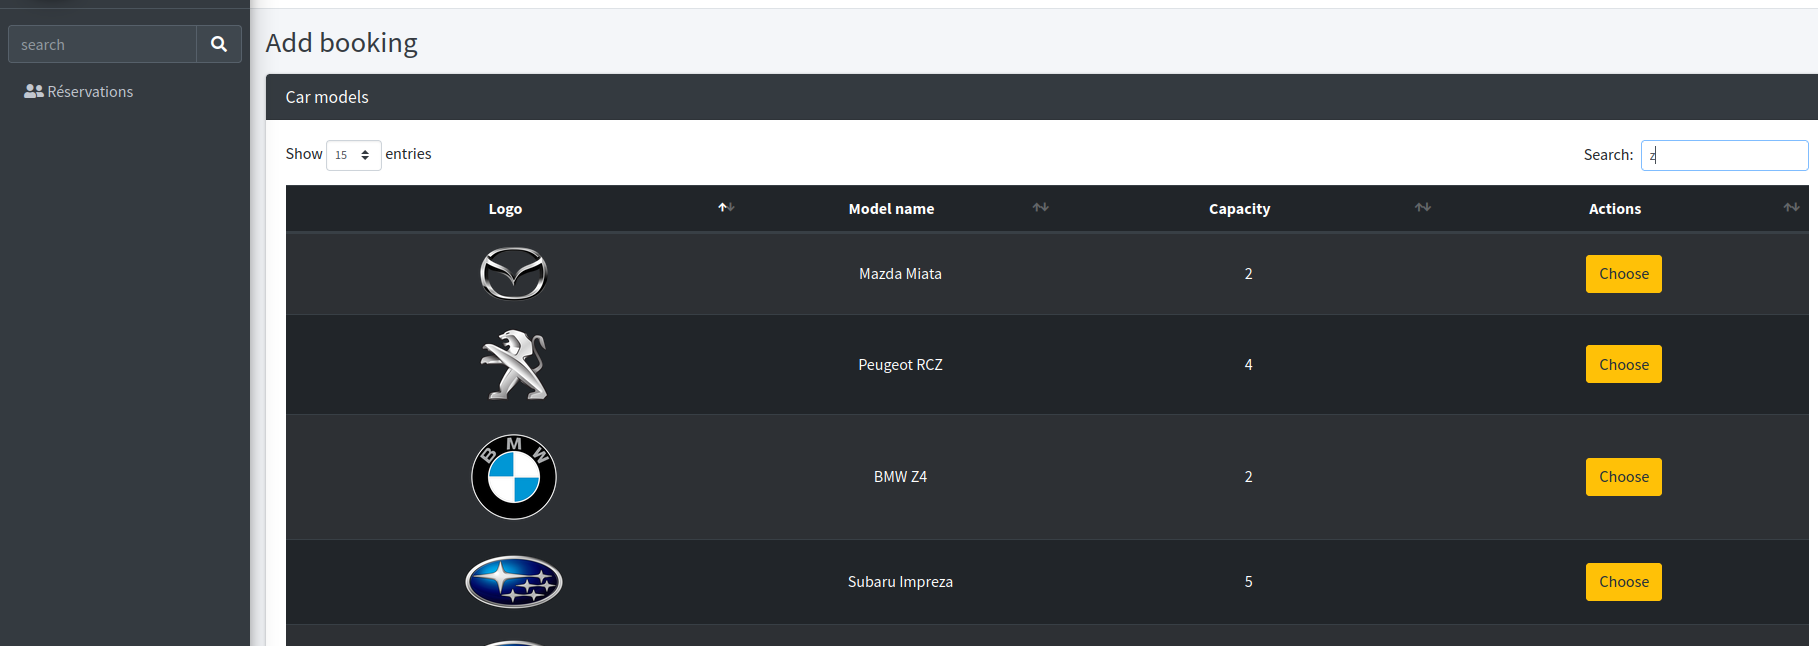 search
Réservations
Add booking
Car models
Show 15 entries
Search: z
Logo Model name Capacity Actions
Mazda Miata 2 Choose
Peugeot RCZ 4 Choose
BMW
BMW Z4 2 Choose
Subaru Impreza 5 Choose